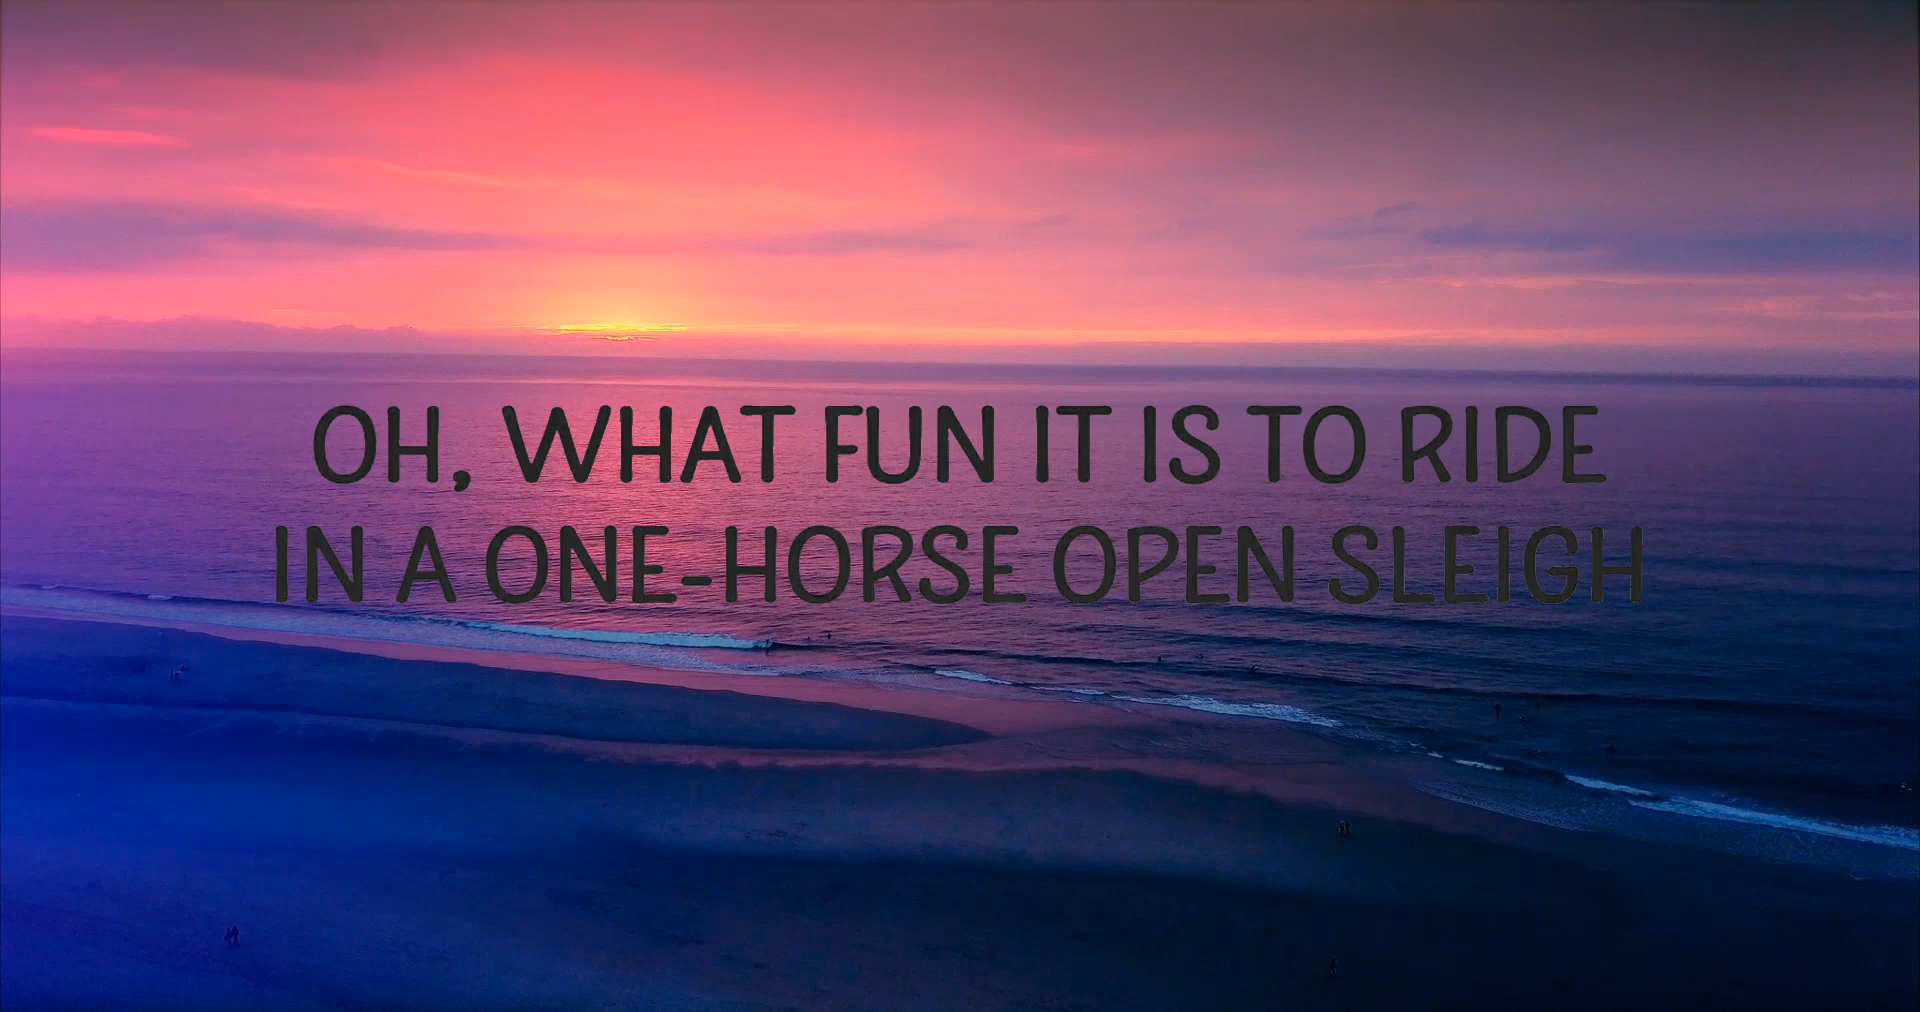 OH, WHAT FUN IT IS TO RIDE
IN A ONE-HORSE OPEN SLEIGH